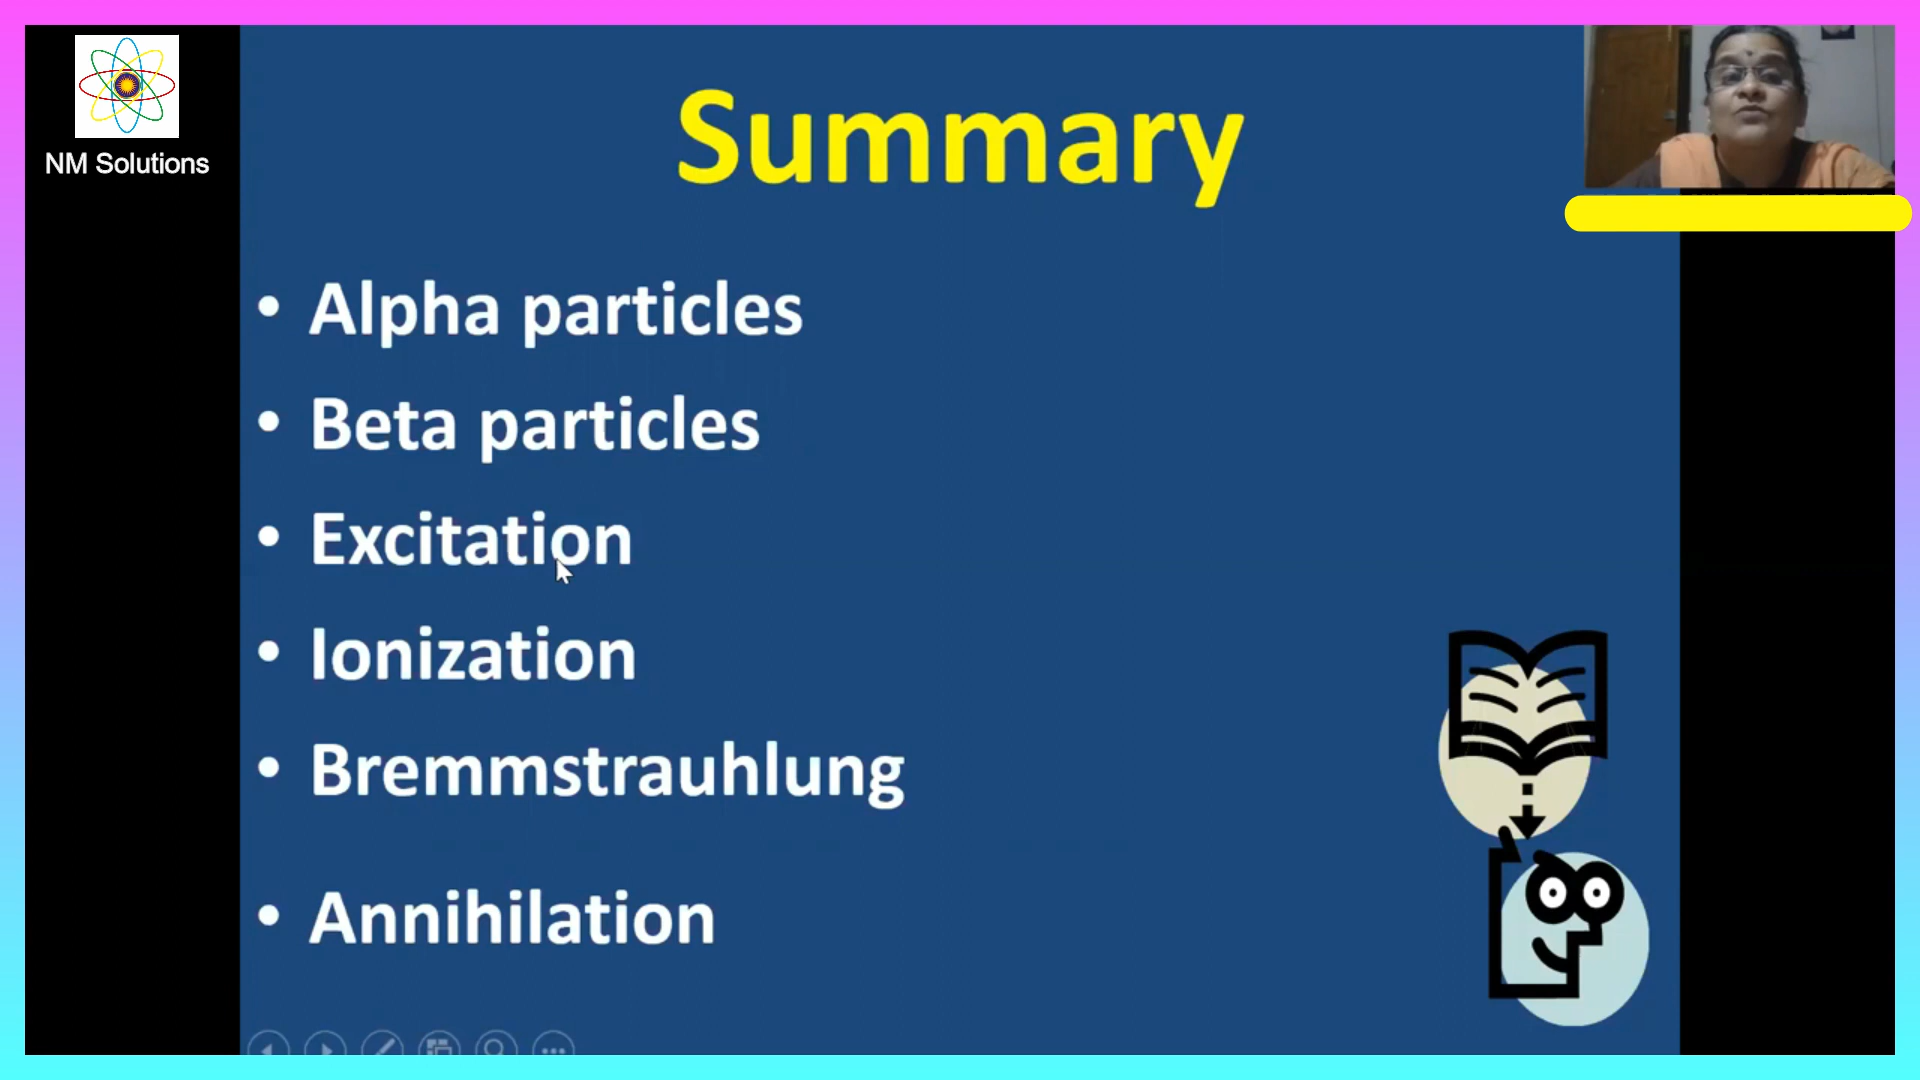 NM Solutions
Summary
• Alpha particles
• Beta particles
• Excitation
• Ionization
• Bremmstrauhlung
• Annihilation